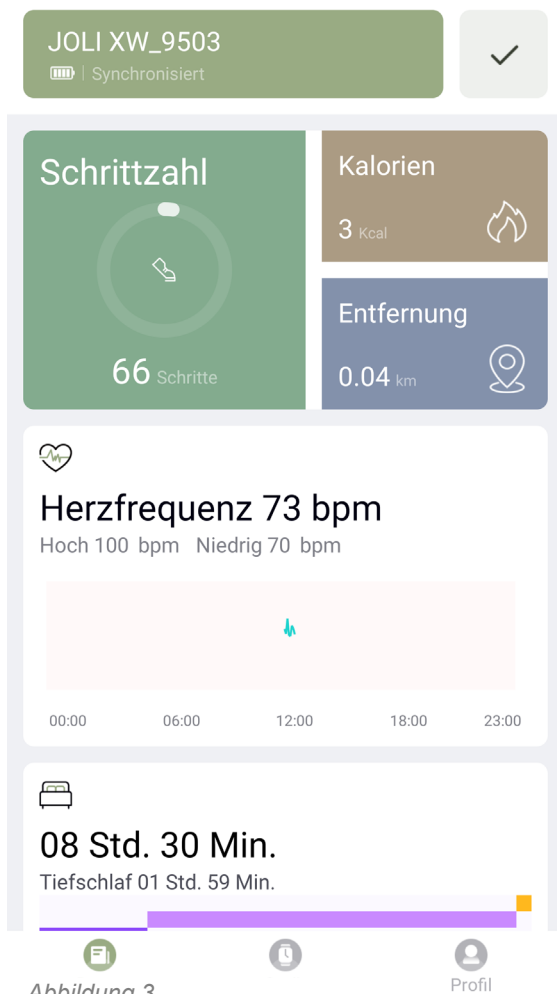 JOLI XW_9503
Synchronisiert
Schrittzahl
66 Schritte
Kalorien
3 Kcal
Entfernung
0.04 km
Herzfrequenz 73 bpm
Hoch 100 bpm Niedrig 70 bpm
00:00 06:00 12:00 18:00 23:00
08 Std. 30 Min.
Tiefschlaf 01 Std. 59 Min.
Profil
Abbildung 3